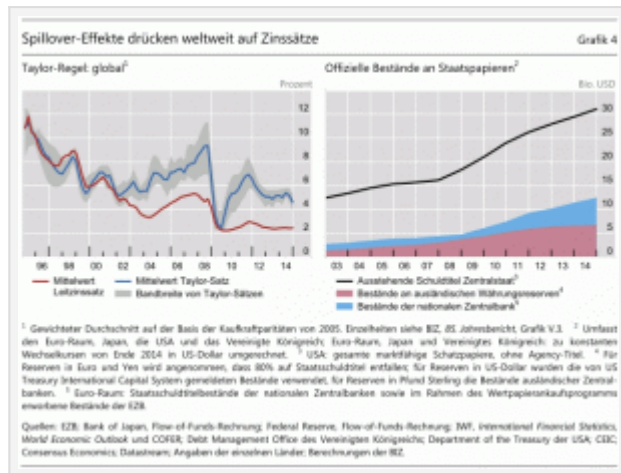 Spillover-Effekte drücken weltweit auf Zinssätze
Grafik 4
Taylor-Regel: global¹
Offizielle Bestände an Staatspapieren²
Prozent
Bio. USD
12
10
8
6
4
2
0
30
25
20
15
10
5
0
96 98 00 02 04 06 08 10 12 14
03 04 05 06 07 08 09 10 11 12 13 14
Mittelwert Leitzinssatz
Mittelwert Taylor-Satz
Bandbreite von Taylor-Sätzen
Ausstehende Schuldtitel Zentralstaat³
Bestände an ausländischen Währungsreserven⁴
Bestände der nationalen Zentralbank⁵
¹ Gewichteter Durchschnitt auf der Basis der Kaufkraftparitäten von 2005. Einzelheiten siehe BIZ, 85. Jahresbericht, Grafik V.3. ² Umfasst
den Euro-Raum, Japan, die USA und das Vereinigte Königreich; Euro-Raum, Japan und Vereinigtes Königreich: zu konstanten
Wechselkursen von Ende 2014 in US-Dollar umgerechnet. ³ USA: gesamte marktfähige Schatzpapiere, ohne Agency-Titel. ⁴ Für
Reserven in Euro und Yen wird angenommen, dass 80% auf Staatsschuldtitel entfallen; für Reserven in US-Dollar wurden die von US
Treasury International Capital System gemeldeten Bestände verwendet, für Reserven in Pfund Sterling die Bestände ausländischer Zentral-
banken. ⁵ Euro-Raum: Staatsschuldtitelbestände der nationalen Zentralbanken sowie im Rahmen des Wertpapierankaufsprogramms
erworbene Bestände der EZB.
Quellen: EZB; Bank of Japan, Flow-of-Funds-Rechnung; Federal Reserve, Flow-of-Funds-Rechnung; IWF, International Financial Statistics,
World Economic Outlook und COFER; Debt Management Office des Vereinigten Königreichs; Department of the Treasury der USA; CEIC;
Consensus Economics; Datastream; Angaben der einzelnen Länder; Berechnungen der BIZ.